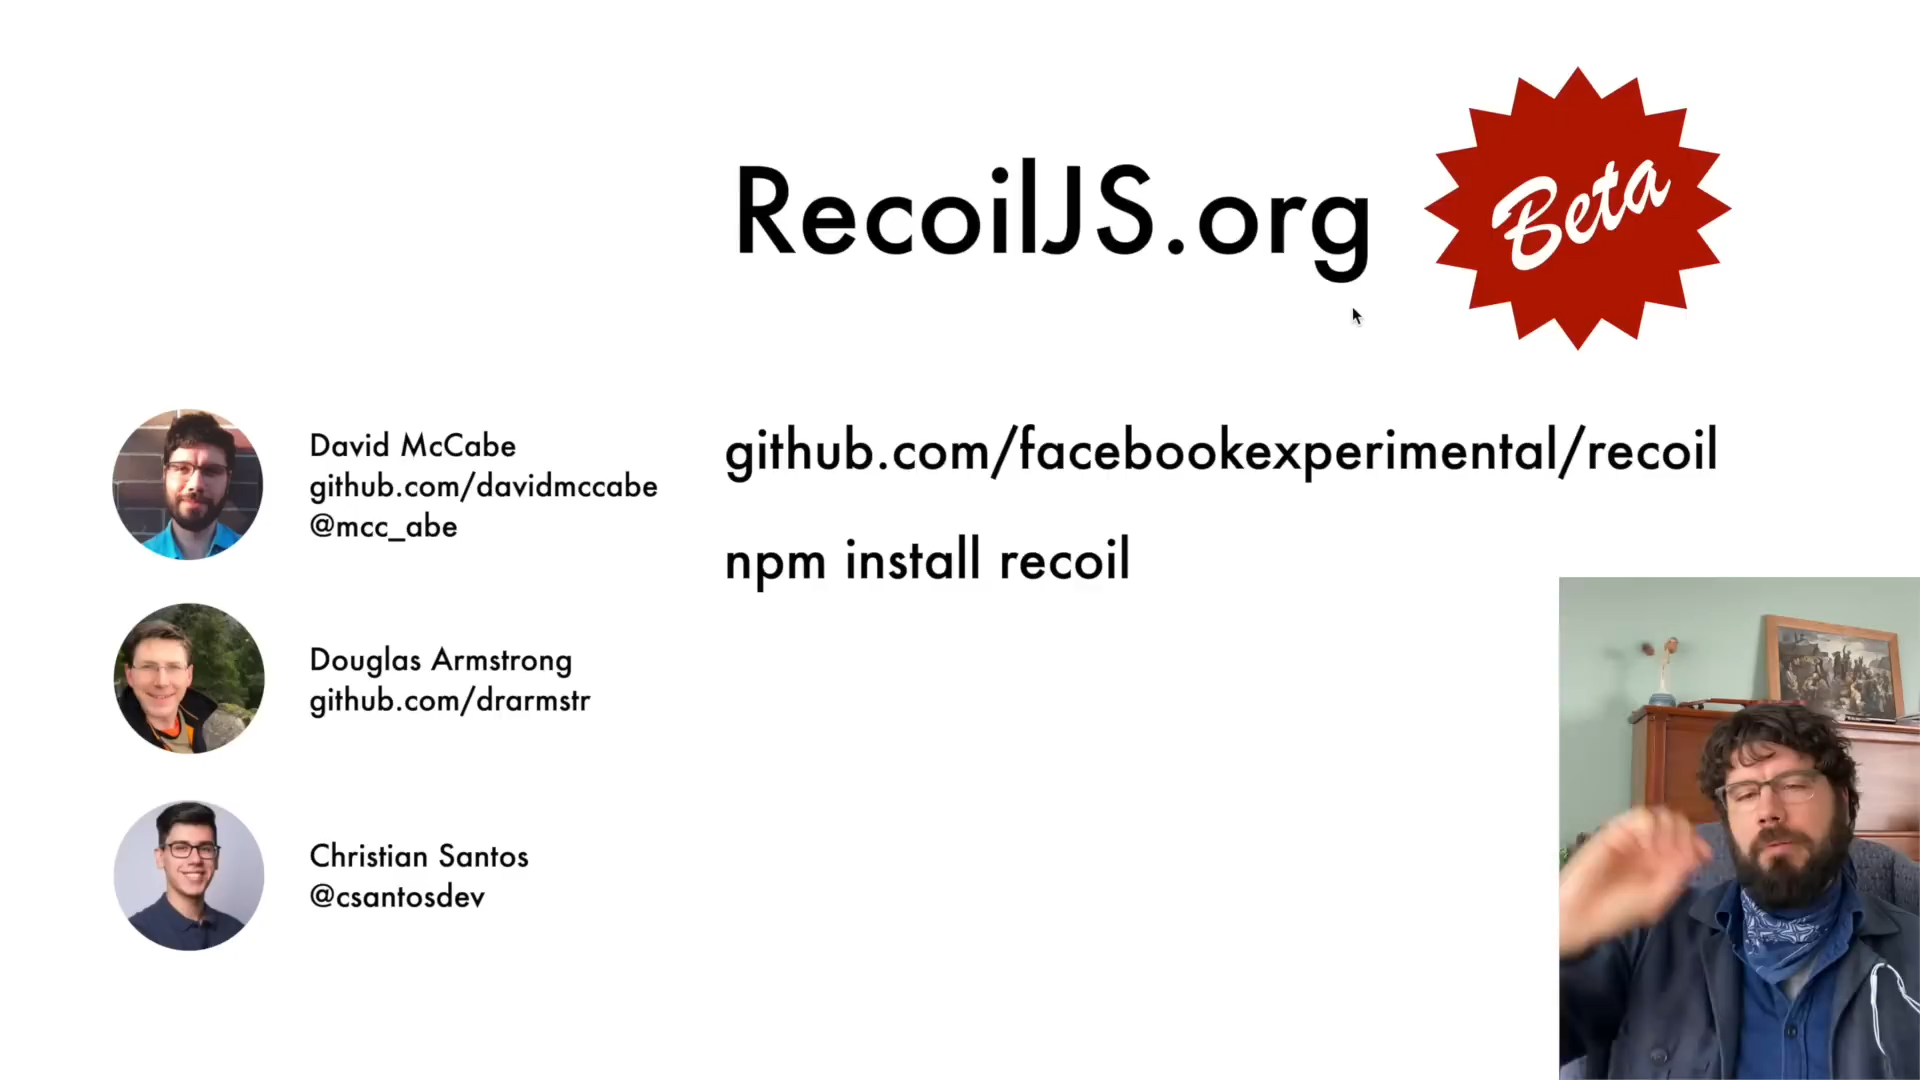 RecoilJS.org
Beta
David McCabe
github.com/davidmccabe
@mcc_abe
Douglas Armstrong
github.com/drarmstr
Christian Santos
@csantosdev
github.com/facebookexperimental/recoil
npm install recoil